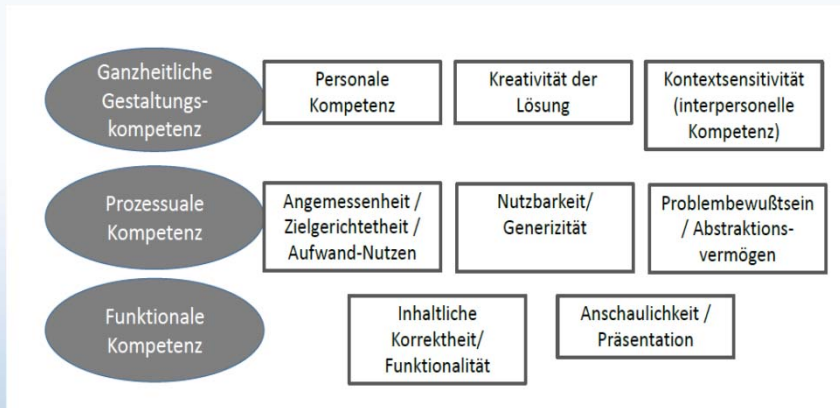 Ganzheitliche
Gestaltungs-
kompetenz
Personale
Kompetenz
Kreativität der
Lösung
Kontextsensitivität
(interpersonelle
Kompetenz)
Prozessuale
Kompetenz
Angemessenheit /
Zielgerichtetheit /
Aufwand-Nutzen
Nutzbarkeit/
Generizität
Problembewußtsein
/ Abstraktions-
vermögen
Funktionale
Kompetenz
Inhaltliche
Korrektheit/
Funktionalität
Anschaulichkeit /
Präsentation